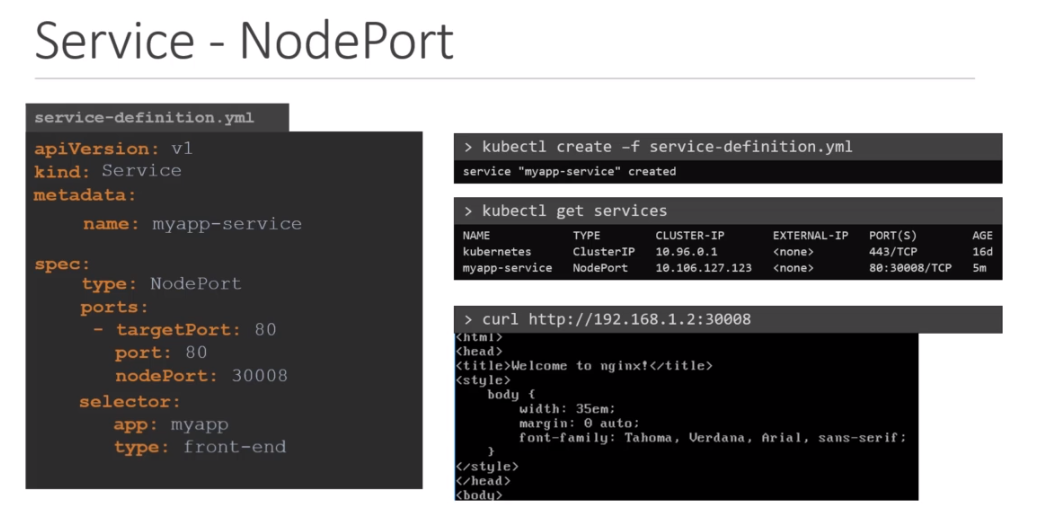 Service - NodePort
service-definition.yml
apiVersion: v1
kind: Service
metadata:
name: myapp-service
spec:
type: NodePort
ports:
- targetPort: 80
port: 80
nodePort: 30008
selector:
app: myapp
type: front-end
> kubectl create –f service-definition.yml
service "myapp-service" created
> kubectl get services
NAME TYPE CLUSTER-IP EXTERNAL-IP PORT(S) AGE
kubernetes ClusterIP 10.96.0.1 <none> 443/TCP 16d
myapp-service NodePort 10.106.127.123 <none> 80:30008/TCP 5m
> curl http://192.168.1.2:30008
<html>
<head>
<title>Welcome to nginx!</title>
<style>
body {
width: 35em;
margin: 0 auto;
font-family: Tahoma, Verdana, Arial, sans-serif;
}
</style>
</head>
<body>